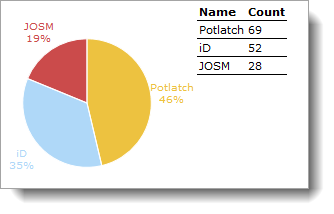 JOSM
19%
Potlatch
46%
iD
35%
Name Count
Potlatch 69
iD 52
JOSM 28